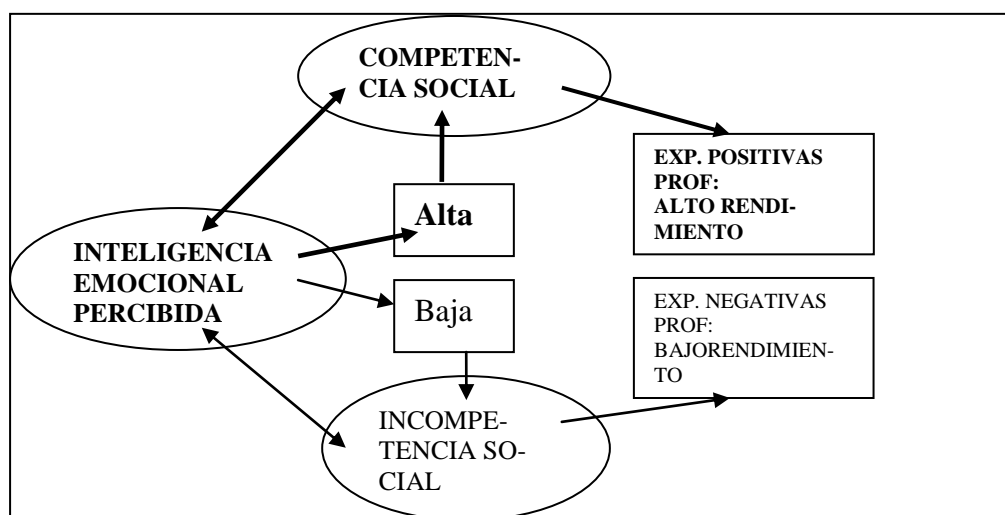 COMPETEN-
CIA SOCIAL
EXP. POSITIVAS
PROF:
ALTO RENDI-
MIENTO
Alta
INTELIGENCIA
EMOCIONAL
PERCIBIDA
Baja
EXP. NEGATIVAS
PROF:
BAJORENDIMIEN-
TO
INCOMPE-
TENCIA SO-
CIAL